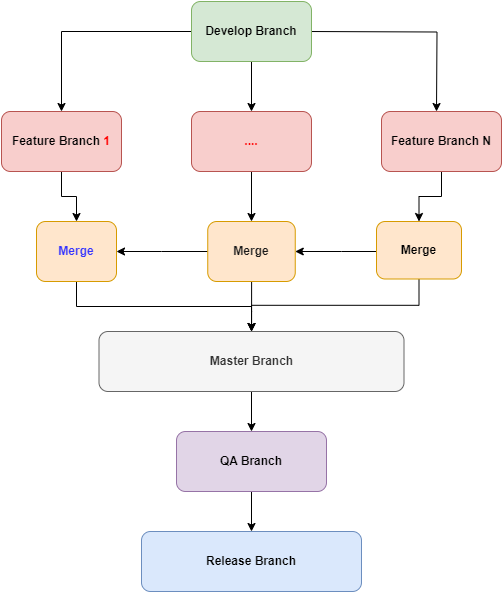 Develop Branch
Feature Branch 1
....
Feature Branch N
Merge
Merge
Merge
Master Branch
QA Branch
Release Branch